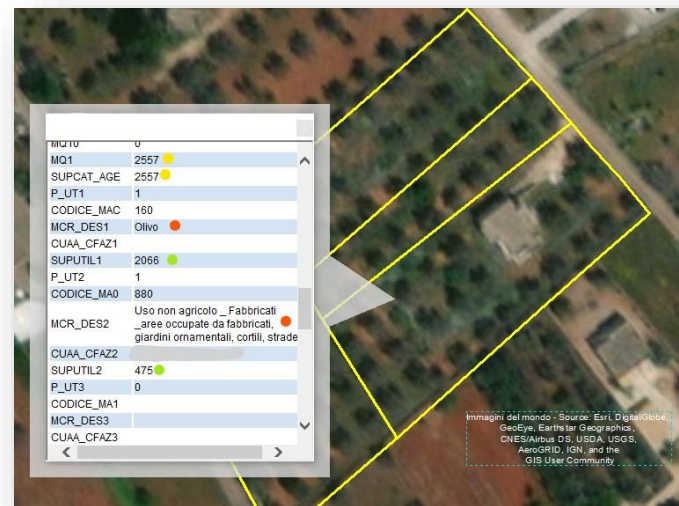 MQ10 0
MQ1 2557
SUPCAT_AGE 2557
P_UT1 1
CODICE_MAC 160
MCR_DES1 Olivo
CUAA_CFAZ1
SUPUTIL1 2066
P_UT2 1
CODICE_MA0 880
MCR_DES2 Uso non agricolo _ Fabbricati
_aree occupate da fabbricati,
giardini ornamentali, cortili, strade
CUAA_CFAZ2
SUPUTIL2 475
P_UT3 0
CODICE_MA1
MCR_DES3
CUAA_CFAZ3
Immagini del mondo - Source: Esri, DigitalGlobe,
GeoEye, Earthstar Geographics,
CNES/Airbus DS, USDA, USGS,
AeroGRID, IGN, and the
GIS User Community